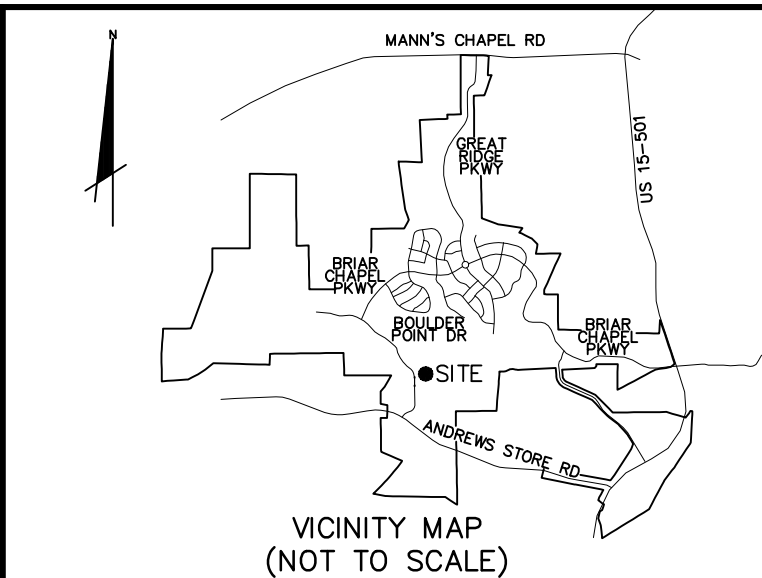 N
MANN'S CHAPEL RD
US 15-501
GREAT
RIDGE
PKWY
BRIAR
CHAPEL
PKWY
BOULDER
POINT DR
BRIAR
CHAPEL
PKWY
SITE
ANDREWS STORE RD
VICINITY MAP
(NOT TO SCALE)